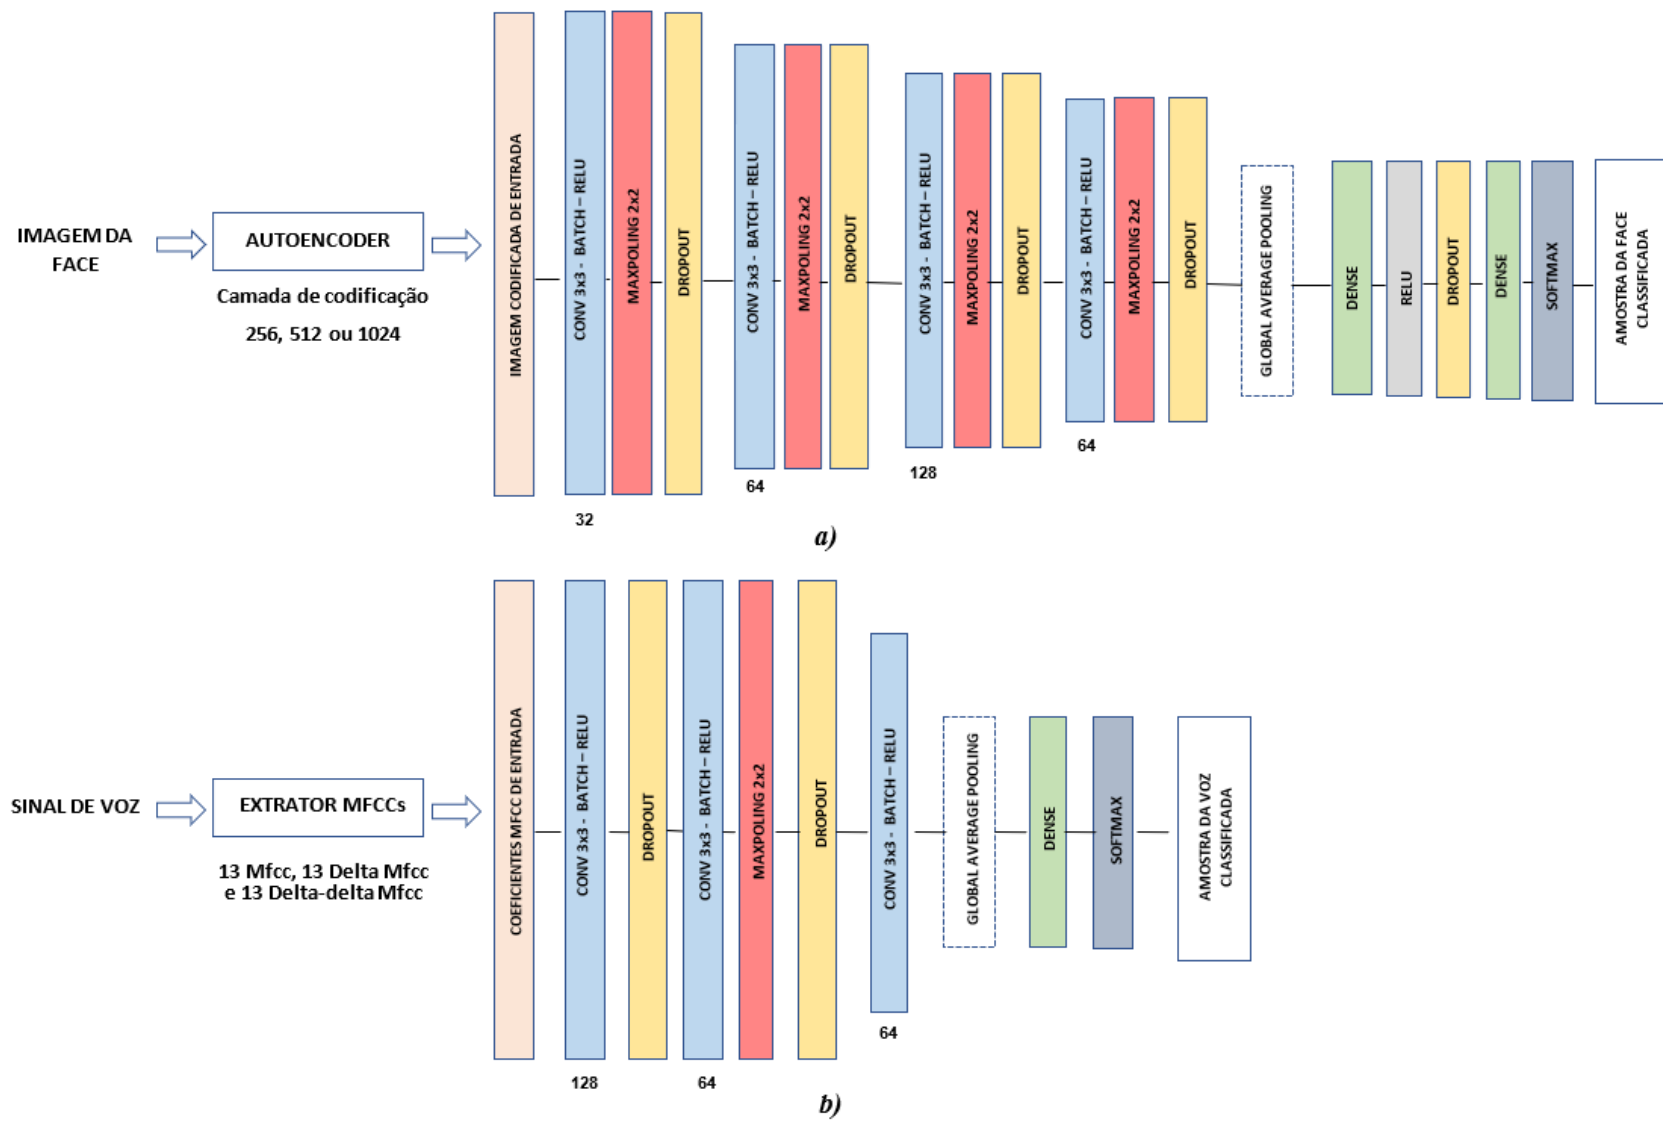 IMAGEM DA
FACE
AUTOENCODER
Camada de codificação
256, 512 ou 1024
IMAGEM CODIFICADA DE ENTRADA
CONV 3x3 - BATCH – RELU
32
MAXPOLING 2x2
DROPOUT
CONV 3x3 - BATCH – RELU
64
MAXPOLING 2x2
DROPOUT
CONV 3x3 - BATCH – RELU
128
MAXPOLING 2x2
DROPOUT
CONV 3x3 - BATCH – RELU
64
MAXPOLING 2x2
DROPOUT
GLOBAL AVERAGE POOLING
DENSE
RELU
DROPOUT
DENSE
SOFTMAX
AMOSTRA DA FACE
CLASSIFICADA
a)
SINAL DE VOZ
EXTRATOR MFCCs
13 Mfcc, 13 Delta Mfcc
e 13 Delta-delta Mfcc
COEFICIENTES MFCC DE ENTRADA
CONV 3x3 - BATCH – RELU
128
DROPOUT
CONV 3x3 - BATCH – RELU
64
MAXPOLING 2x2
DROPOUT
CONV 3x3 - BATCH – RELU
64
GLOBAL AVERAGE POOLING
DENSE
SOFTMAX
AMOSTRA DA VOZ
CLASSIFICADA
b)